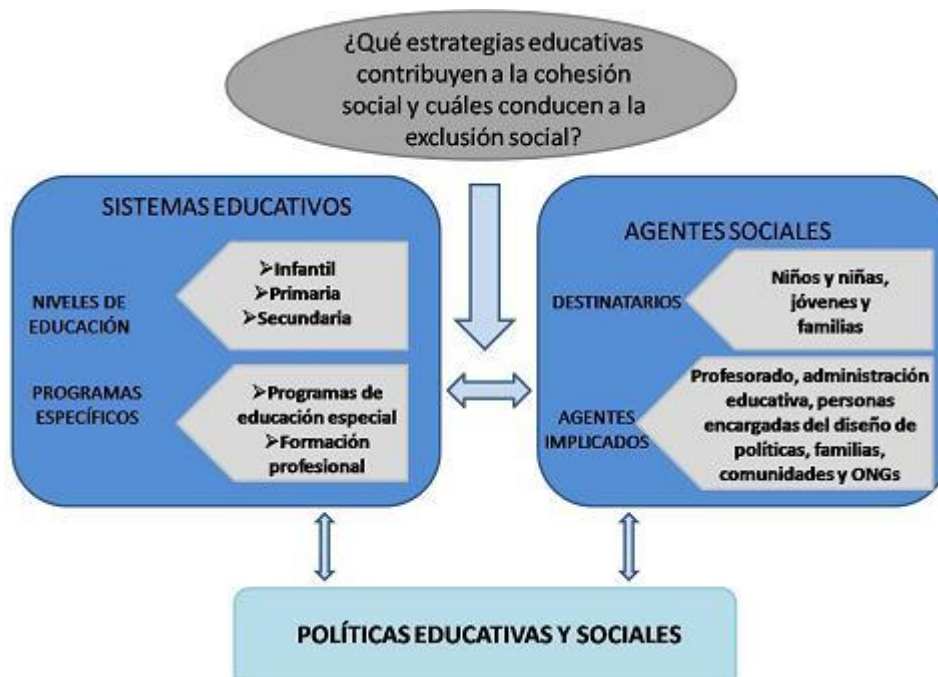 ¿Qué estrategias educativas
contribuyen a la cohesión
social y cuáles conducen a la
exclusión social?
SISTEMAS EDUCATIVOS
NIVELES DE
EDUCACIÓN
➢Infantil
➢Primaria
➢Secundaria
PROGRAMAS
ESPECÍFICOS
➢Programas de
educación especial
➢Formación
profesional
AGENTES SOCIALES
DESTINATARIOS
Niños y niñas,
jóvenes y
familias
AGENTES
IMPLICADOS
Profesorado, administración
educativa, personas
encargadas del diseño de
políticas, familias,
comunidades y ONGs
POLÍTICAS EDUCATIVAS Y SOCIALES